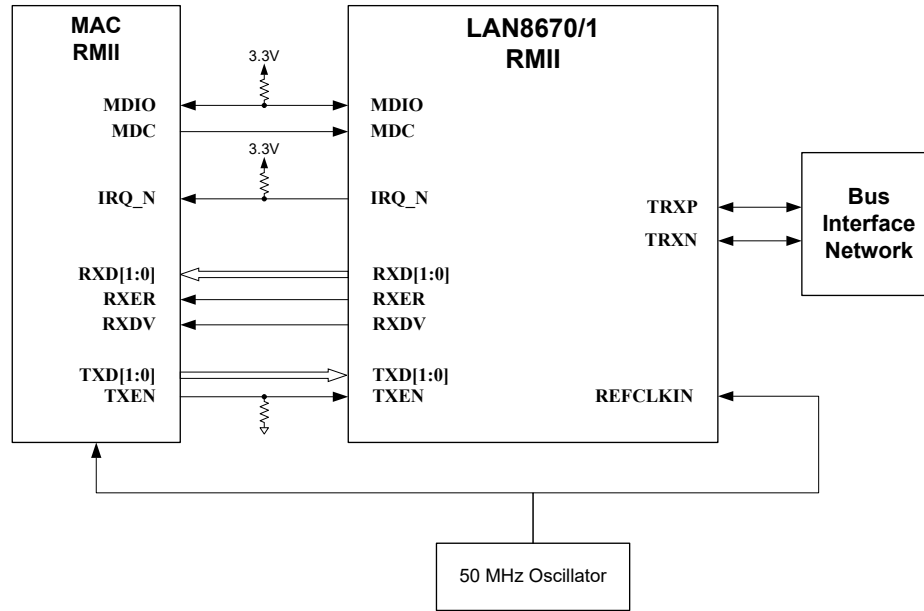 MAC
RMII
LAN8670/1
RMII
3.3V
MDIO
MDIO
MDC
MDC
3.3V
IRQ_N
IRQ_N
TRXP
TRXN
Bus
Interface
Network
RXD[1:0]
RXD[1:0]
RXER
RXER
RXDV
RXDV
TXD[1:0]
TXD[1:0]
TXEN
TXEN
REFCLKIN
50 MHz Oscillator